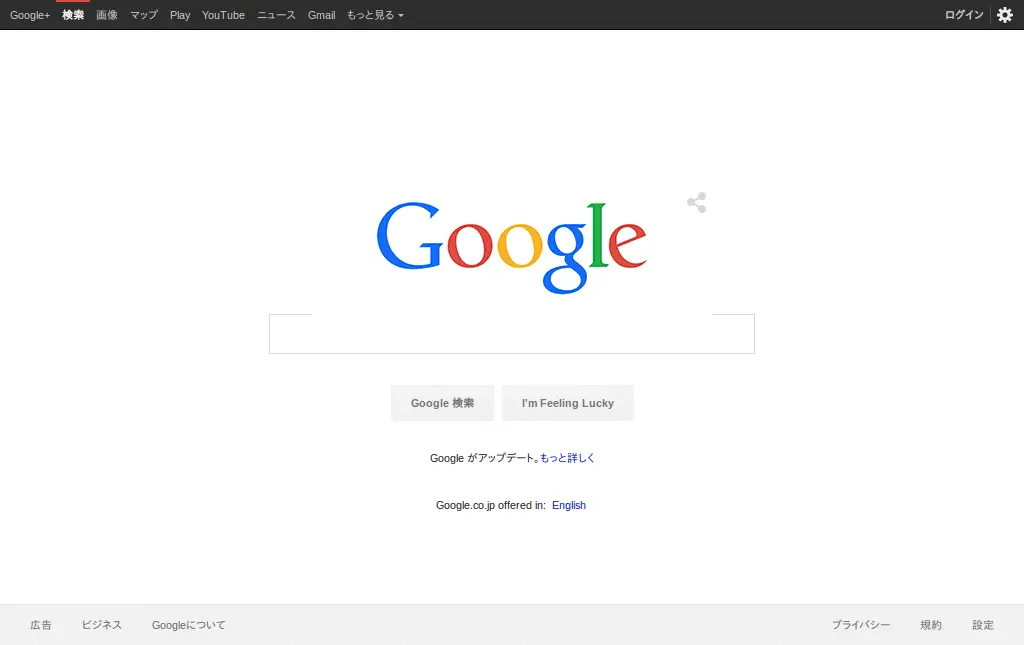 Google+ 検索 画像 マップ Play YouTube ニュース Gmail もっと見る ログイン
Google
Google 検索 I'm Feeling Lucky
Google がアップデート。もっと詳しく
Google.co.jp offered in: English
広告 ビジネス Googleについて プライバシー 規約 設定